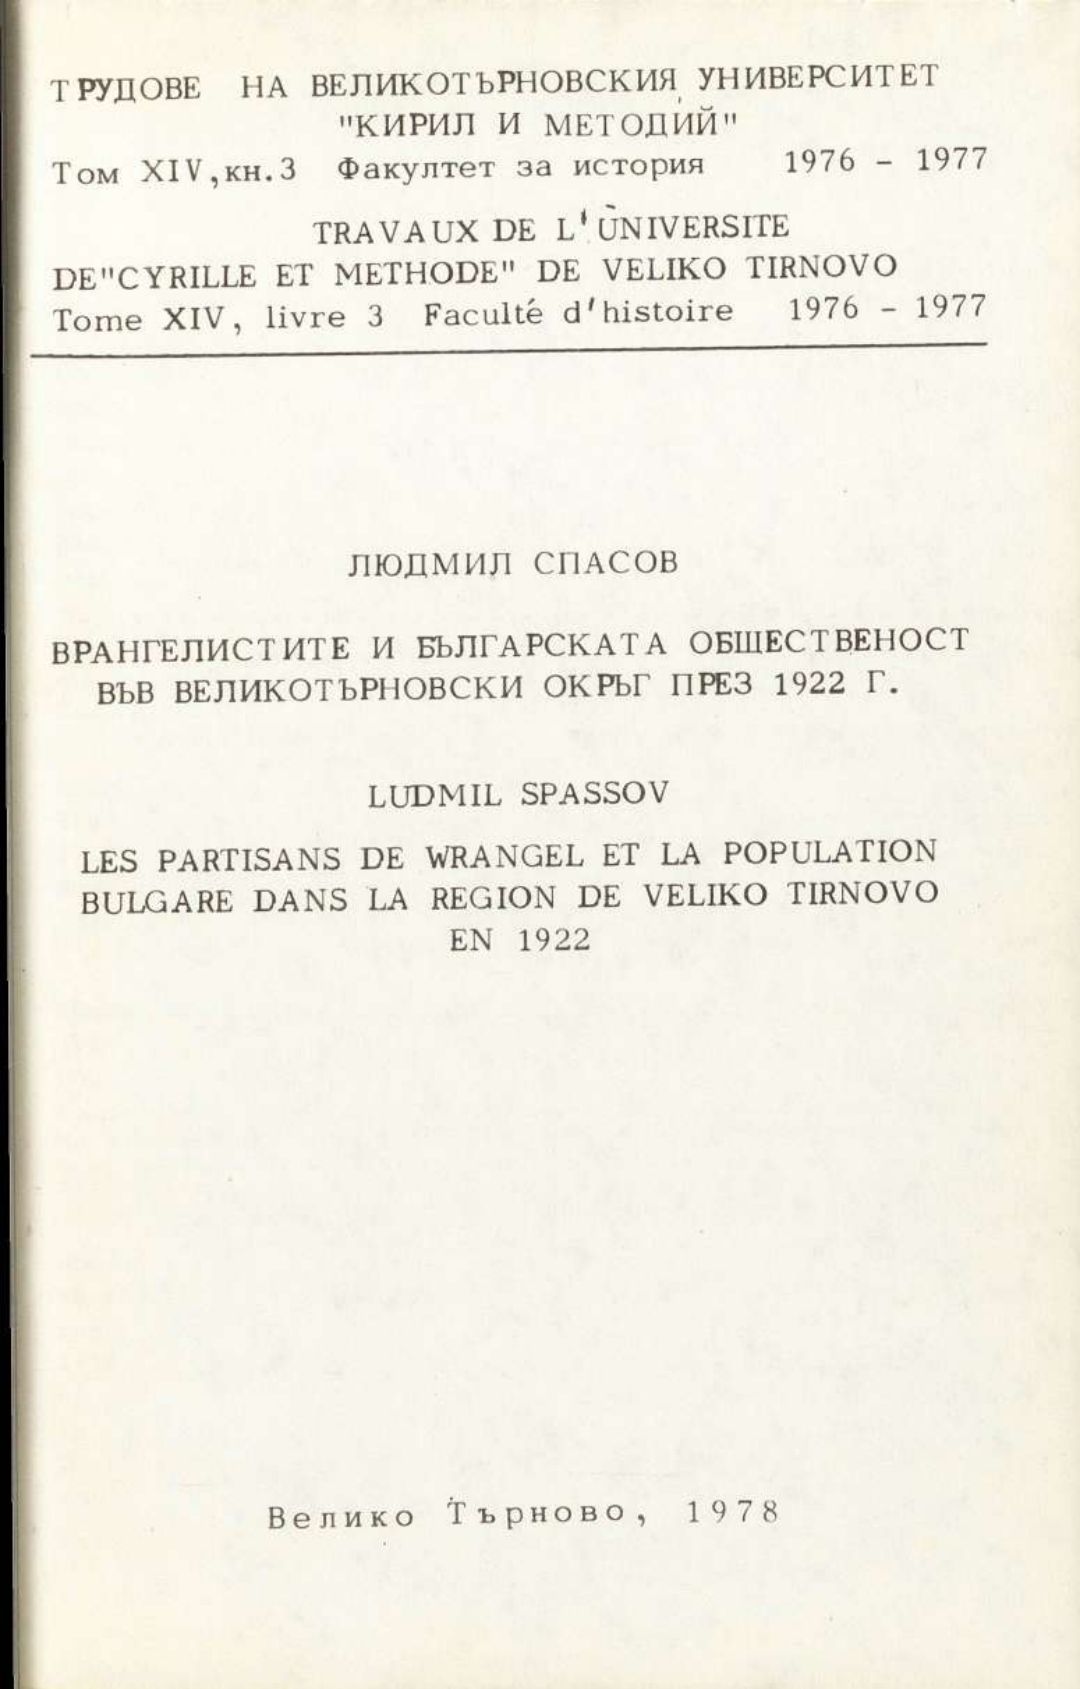 ТРУДОВЕ НА ВЕЛИКОТЪРНОВСКИЯ УНИВЕРСИТЕТ
"КИРИЛ И МЕТОДИЙ"
Том XIV, кн.3 Факултет за история 1976 - 1977
TRAVAUX DE L'UNIVERSITE
DE "CYRILLE ET METHODE" DE VELIKO TIRNOVO
Tome XIV, livre 3 Faculté d'histoire 1976 - 1977
ЛЮДМИЛ СПАСОВ
ВРАНГЕЛИСТИТЕ И БЪЛГАРСКАТА ОБЩЕСТВЕНОСТ
ВЪВ ВЕЛИКОТЪРНОВСКИ ОКРЪГ ПРЕЗ 1922 Г.
LUDMIL SPASSOV
LES PARTISANS DE WRANGEL ET LA POPULATION
BULGARE DANS LA REGION DE VELIKO TIRNOVO
EN 1922
Велико Търново, 1978